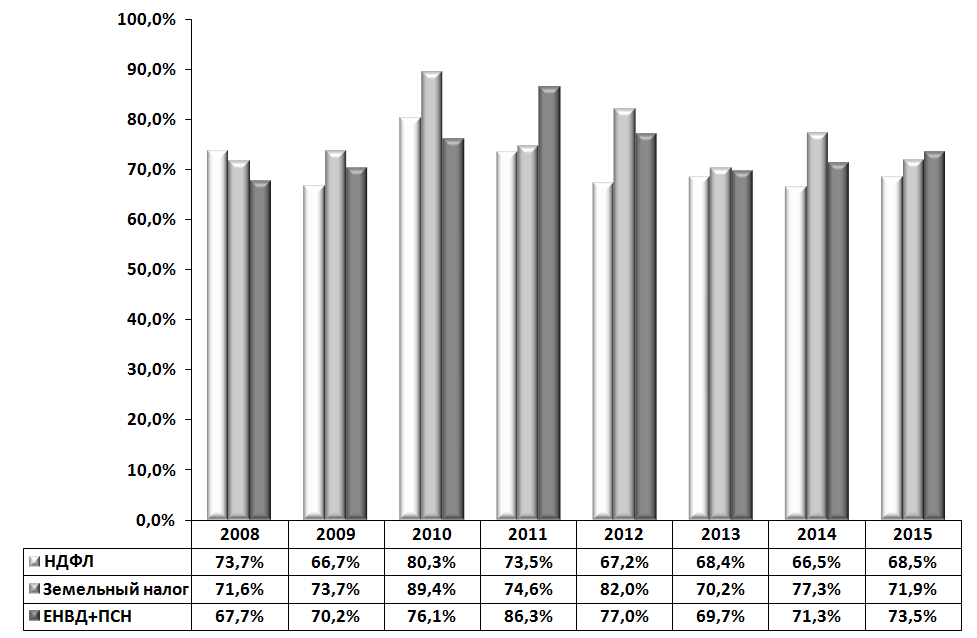 100,0%
90,0%
80,0%
70,0%
60,0%
50,0%
40,0%
30,0%
20,0%
10,0%
0,0%
2008 2009 2010 2011 2012 2013 2014 2015
НДФЛ 73,7% 66,7% 80,3% 73,5% 67,2% 68,4% 66,5% 68,5%
Земельный налог 71,6% 73,7% 89,4% 74,6% 82,0% 70,2% 77,3% 71,9%
ЕНВД+ПСН 67,7% 70,2% 76,1% 86,3% 77,0% 69,7% 71,3% 73,5%